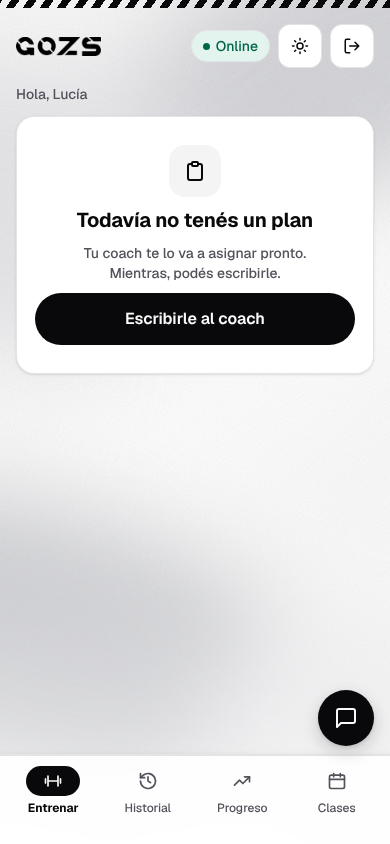 GOZS
Online
Hola, Lucía
Todavía no tenés un plan
Tu coach te lo va a asignar pronto.
Mientras, podés escribirle.
Escribirle al coach
Entrenar
Historial
Progreso
Clases